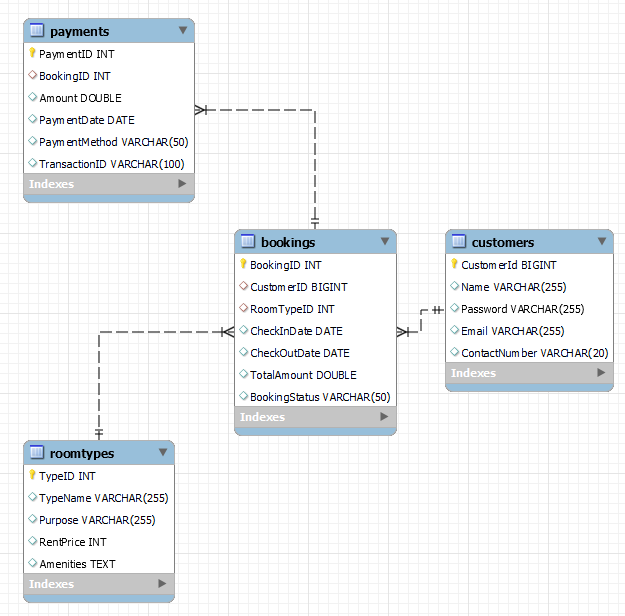 payments
PaymentID INT
BookingID INT
Amount DOUBLE
PaymentDate DATE
PaymentMethod VARCHAR(50)
TransactionID VARCHAR(100)
Indexes
bookings
BookingID INT
CustomerID BIGINT
RoomTypeID INT
CheckInDate DATE
CheckOutDate DATE
TotalAmount DOUBLE
BookingStatus VARCHAR(50)
Indexes
customers
CustomerId BIGINT
Name VARCHAR(255)
Password VARCHAR(255)
Email VARCHAR(255)
ContactNumber VARCHAR(20)
Indexes
roomtypes
TypeID INT
TypeName VARCHAR(255)
Purpose VARCHAR(255)
RentPrice INT
Amenities TEXT
Indexes